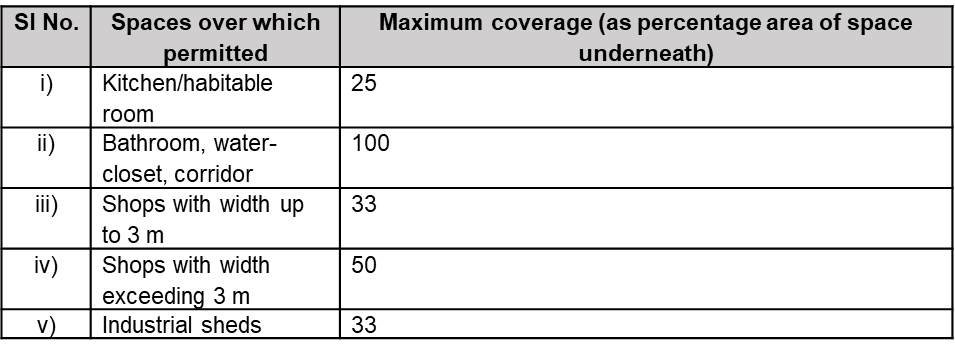 Sl No. Spaces over which permitted Maximum coverage (as percentage area of space underneath)
i) Kitchen/habitable room 25
ii) Bathroom, water-closet, corridor 100
iii) Shops with width up to 3 m 33
iv) Shops with width exceeding 3 m 50
v) Industrial sheds 33